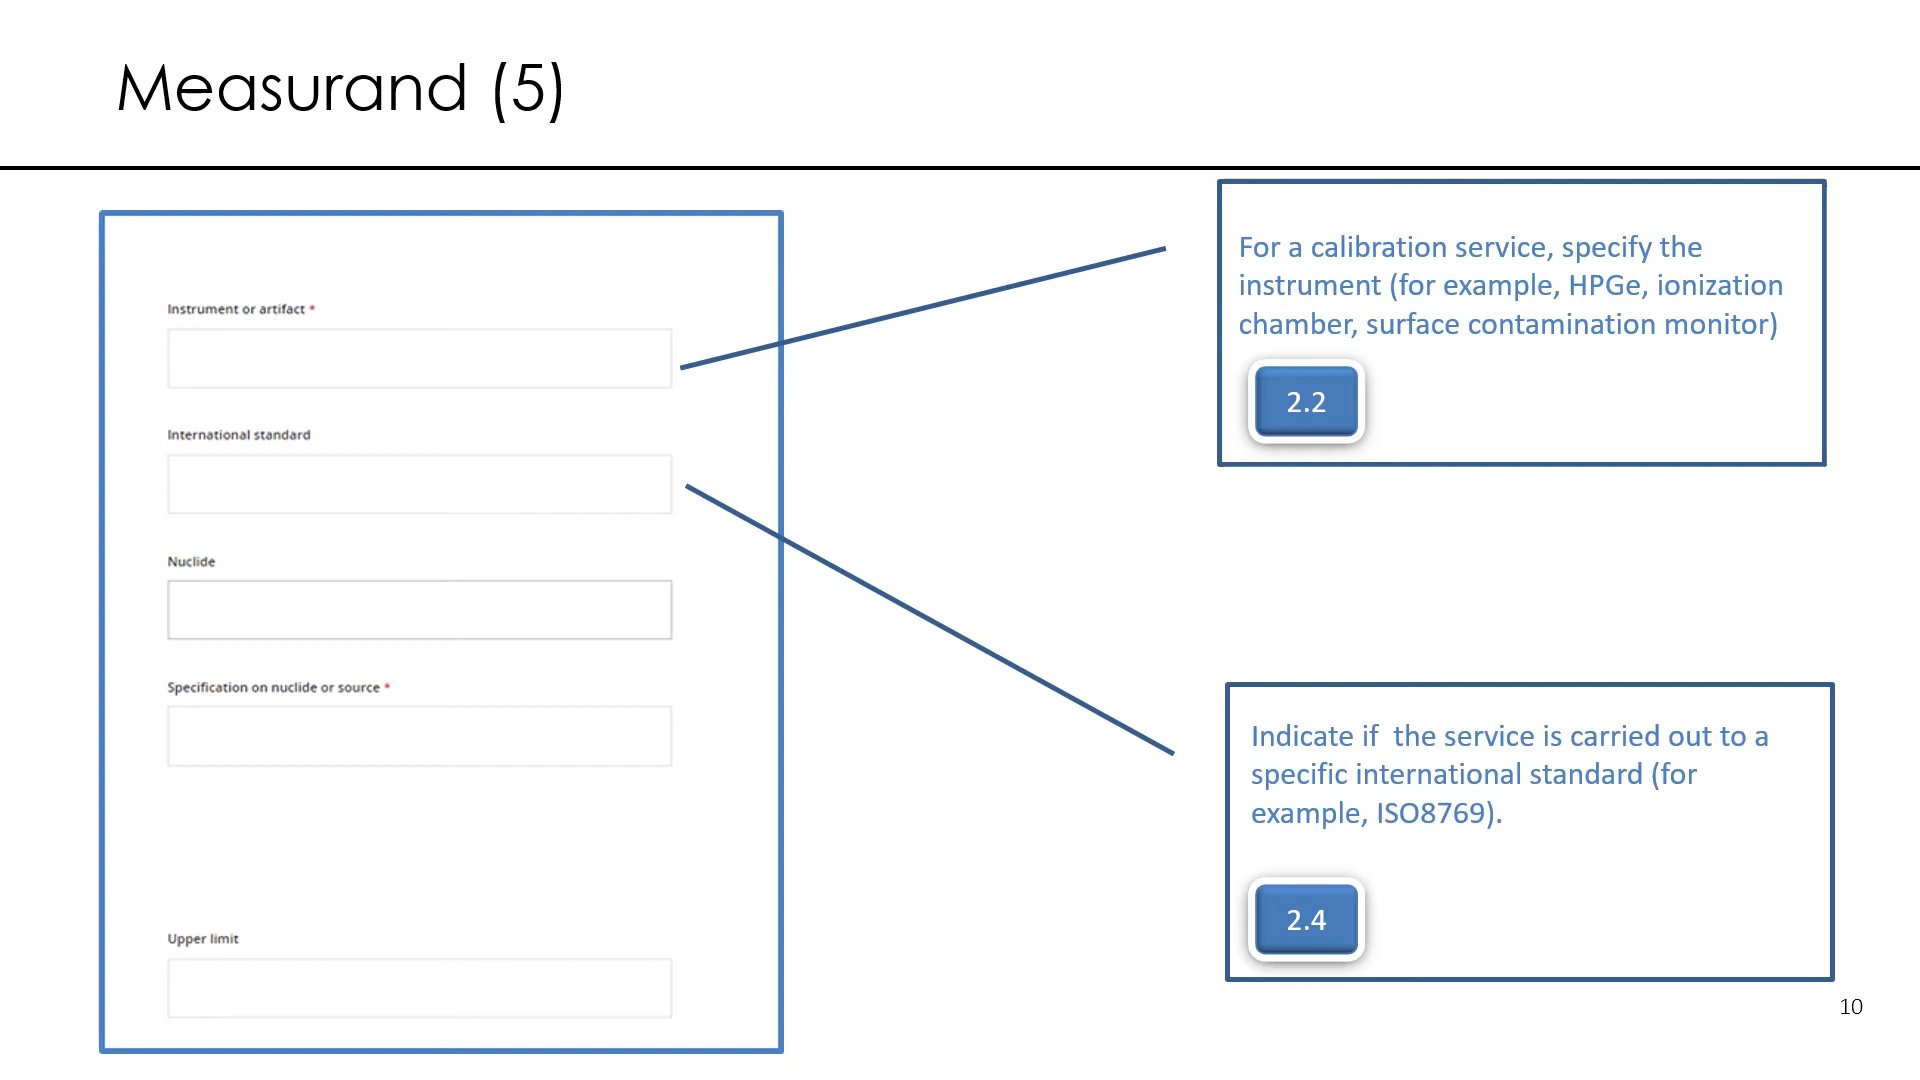 Measurand (5)
Instrument or artifact *
International standard
Nuclide
Specification on nuclide or source *
Upper limit
For a calibration service, specify the
instrument (for example, HPGe, ionization
chamber, surface contamination monitor)
2.2
Indicate if  the service is carried out to a
specific international standard (for
example, ISO8769).
2.4
10